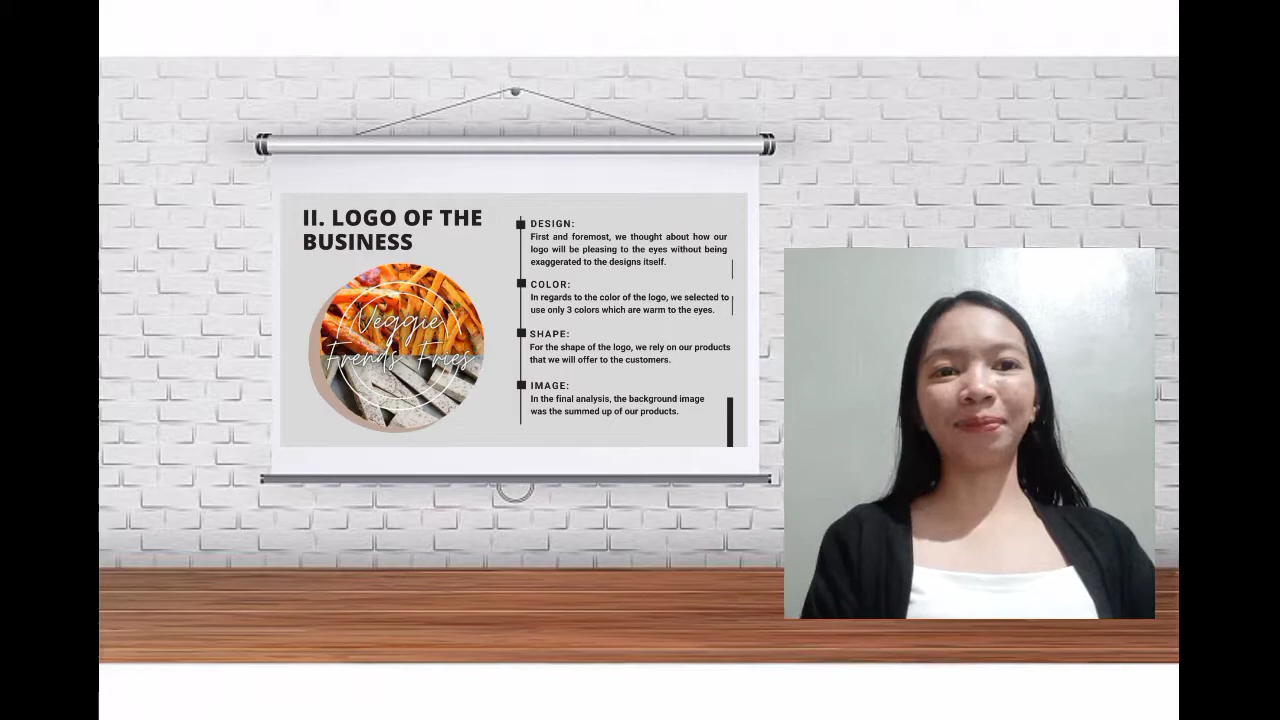 II. LOGO OF THE
BUSINESS
Veggie
Frends Fries
DESIGN:
First and foremost, we thought about how our
logo will be pleasing to the eyes without being
exaggerated to the designs itself.
COLOR:
In regards to the color of the logo, we selected to
use only 3 colors which are warm to the eyes.
SHAPE:
For the shape of the logo, we rely on our products
that we will offer to the customers.
IMAGE:
In the final analysis, the background image
was the summed up of our products.